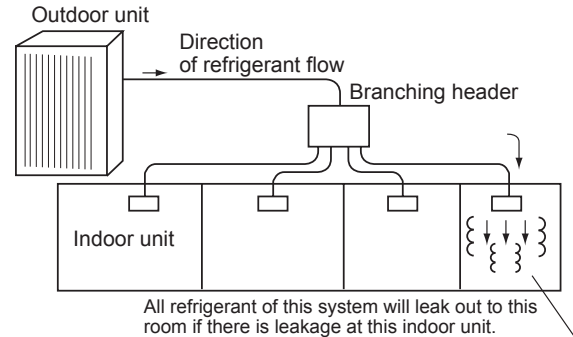 Outdoor unit
Direction
of refrigerant flow
Branching header
Indoor unit
All refrigerant of this system will leak out to this
room if there is leakage at this indoor unit.